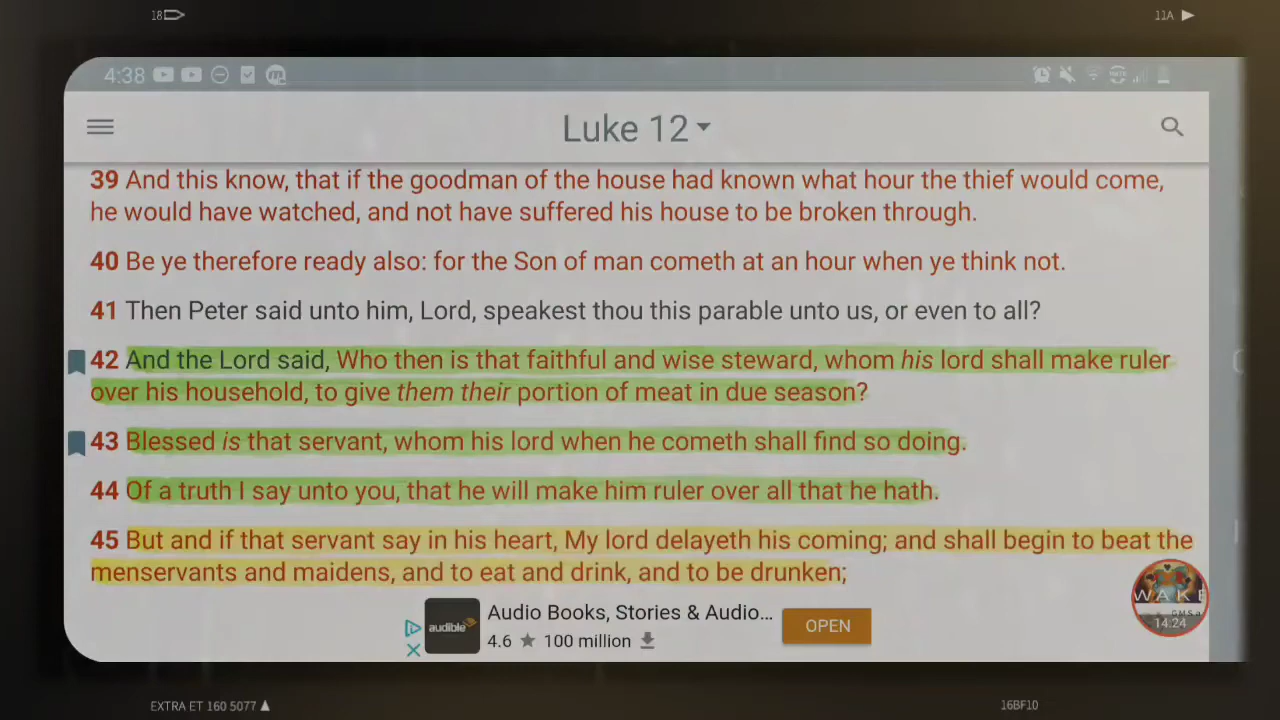 18
11A
4:38
Luke 12
39 And this know, that if the goodman of the house had known what hour the thief would come,
he would have watched, and not have suffered his house to be broken through.
40 Be ye therefore ready also: for the Son of man cometh at an hour when ye think not.
41 Then Peter said unto him, Lord, speakest thou this parable unto us, or even to all?
42 And the Lord said, Who then is that faithful and wise steward, whom his lord shall make ruler
over his household, to give them their portion of meat in due season?
43 Blessed is that servant, whom his lord when he cometh shall find so doing.
44 Of a truth I say unto you, that he will make him ruler over all that he hath.
45 But and if that servant say in his heart, My lord delayeth his coming; and shall begin to beat the
menservants and maidens, and to eat and drink, and to be drunken;
audible
Audio Books, Stories & Audio...
4.6 ★ 100 million
OPEN
WAKE
14:24
EXTRA ET 160 5077
16BF10